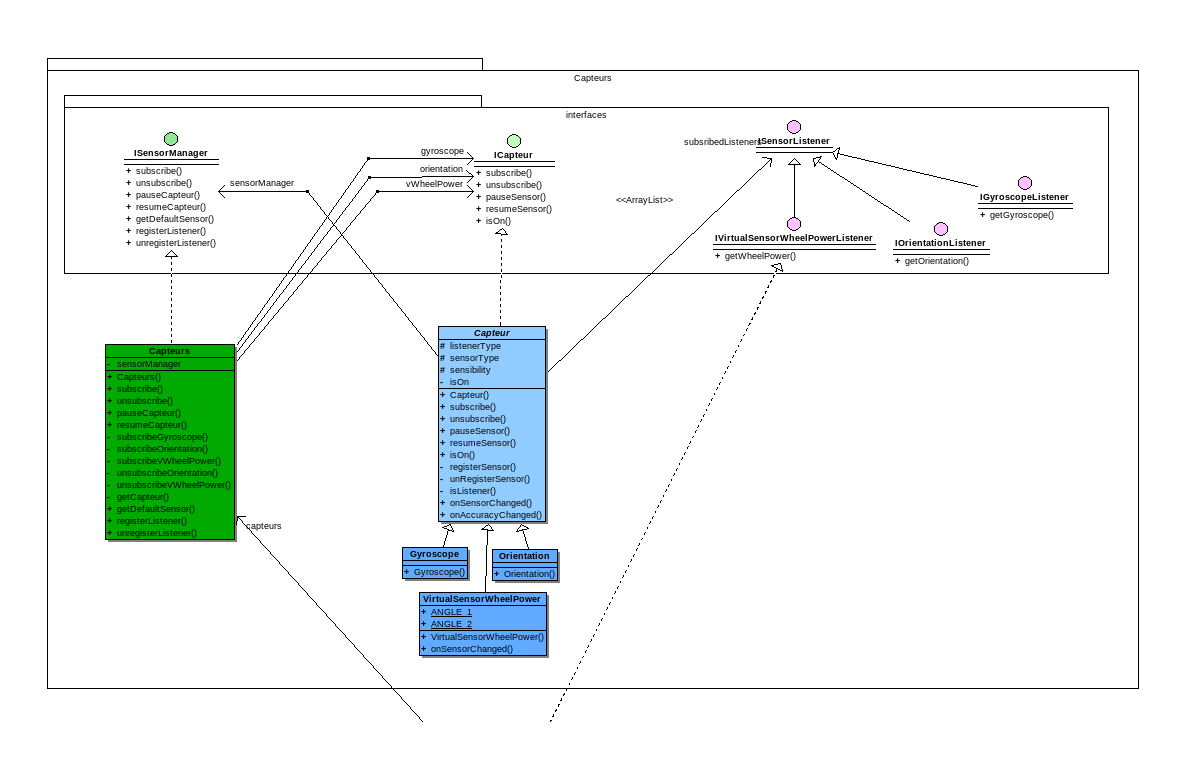 Capteurs
interfaces
ISensorManager
+ subscribe()
+ unsubscribe()
+ pauseCapteur()
+ resumeCapteur()
+ getDefaultSensor()
+ registerListener()
+ unregisterListener()
sensorManager
gyroscope
orientation
vWheelPower
ICapteur
+ subscribe()
+ unsubscribe()
+ pauseSensor()
+ resumeSensor()
+ isOn()
subsribedListeners
ISensorListener
<<ArrayList>>
IVirtualSensorWheelPowerListener
+ getWheelPower()
IOrientationListener
+ getOrientation()
IGyroscopeListener
+ getGyroscope()
Capteurs
- sensorManager
+ Capteurs()
+ subscribe()
+ unsubscribe()
+ pauseCapteur()
+ resumeCapteur()
- subscribeGyroscope()
- subscribeOrientation()
- subscribeVWheelPower()
- unsubscribeOrientation()
- unsubscribeVWheelPower()
- getCapteur()
+ getDefaultSensor()
+ registerListener()
+ unregisterListener()
capteurs
Capteur
# listenerType
# sensorType
# sensibility
- isOn
+ Capteur()
+ subscribe()
+ unsubscribe()
+ pauseSensor()
+ resumeSensor()
+ isOn()
- registerSensor()
- unRegisterSensor()
- isListener()
+ onSensorChanged()
+ onAccuracyChanged()
Gyroscope
+ Gyroscope()
Orientation
+ Orientation()
VirtualSensorWheelPower
+ ANGLE_1
+ ANGLE_2
+ VirtualSensorWheelPower()
+ onSensorChanged()